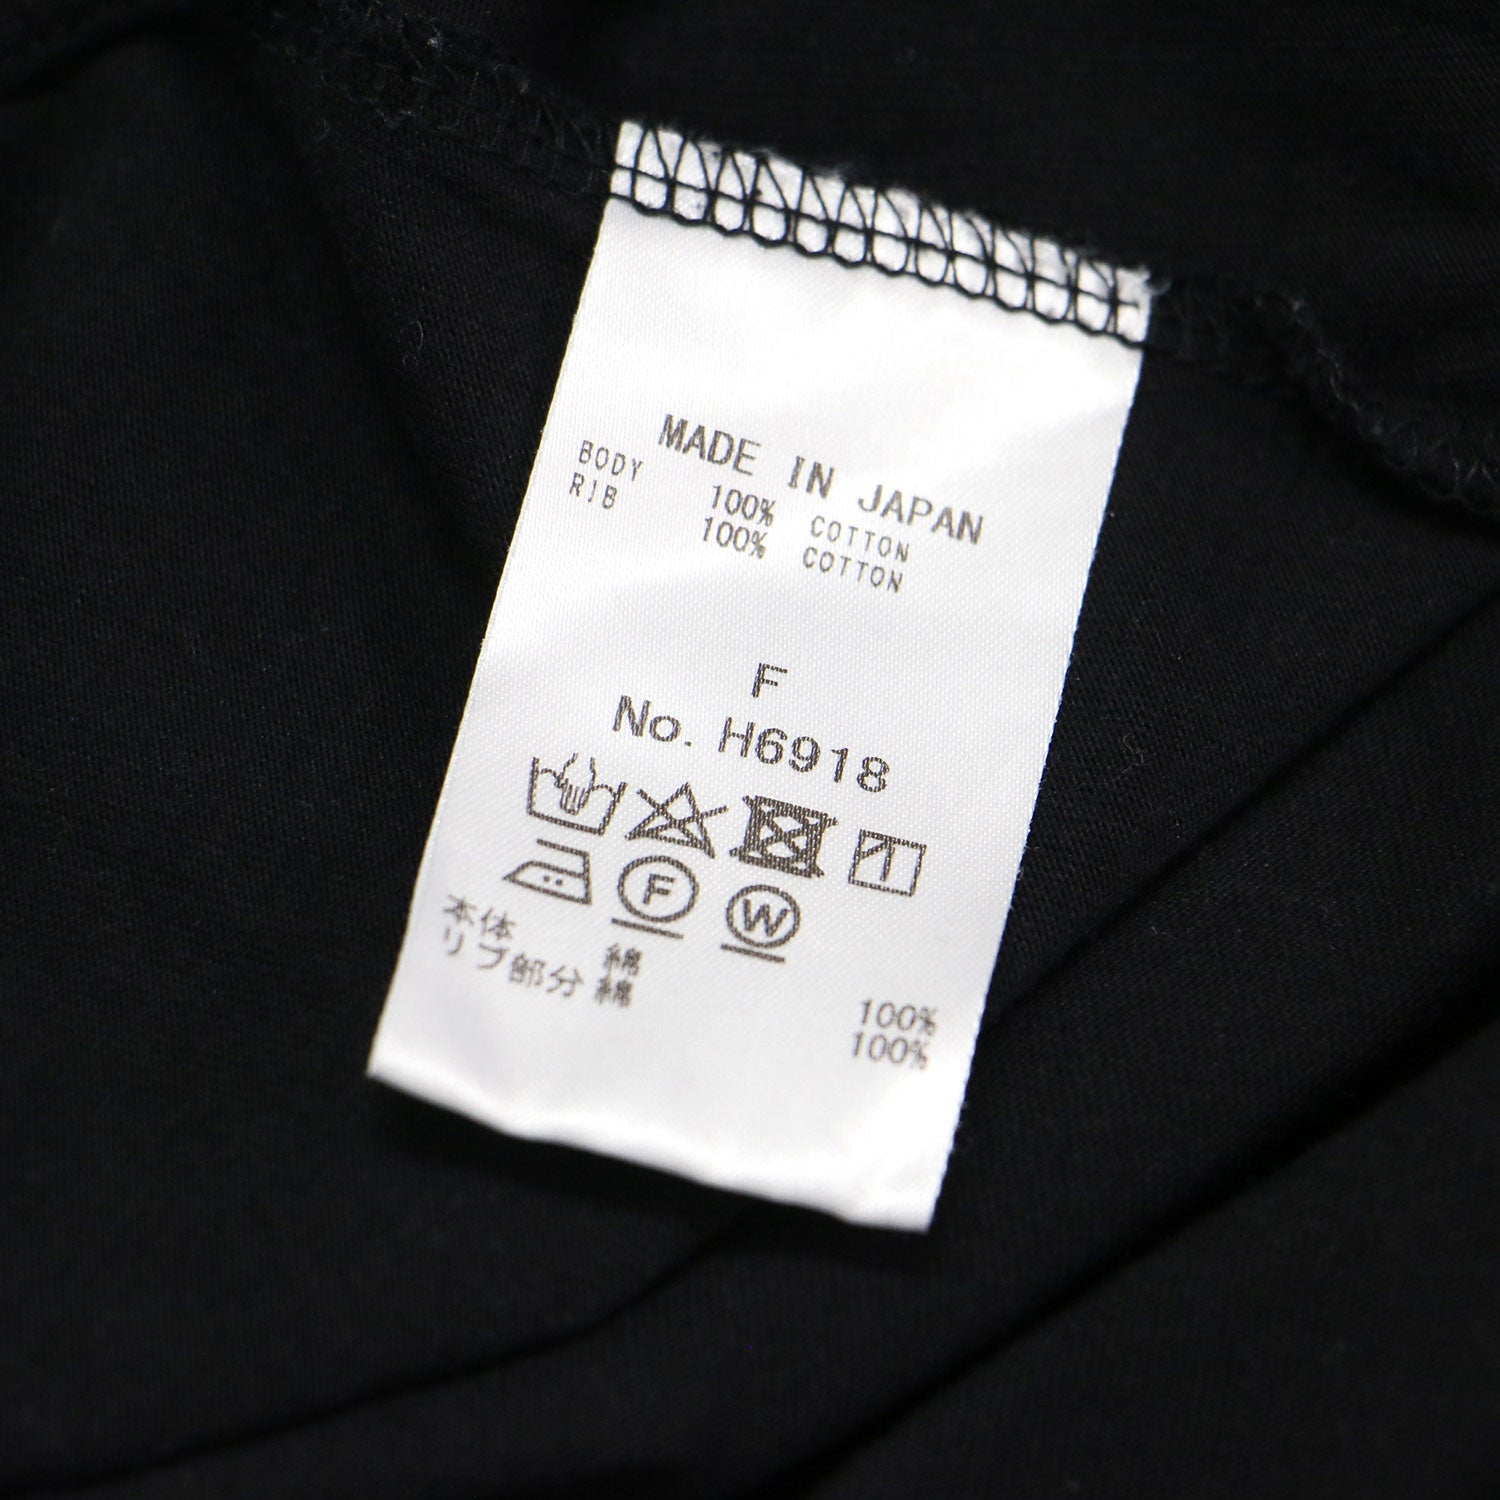 MADE IN JAPAN
BODY 100% COTTON
RIB 100% COTTON
F
No. H6918
F W
本体 綿 100%
リブ部分 綿 100%